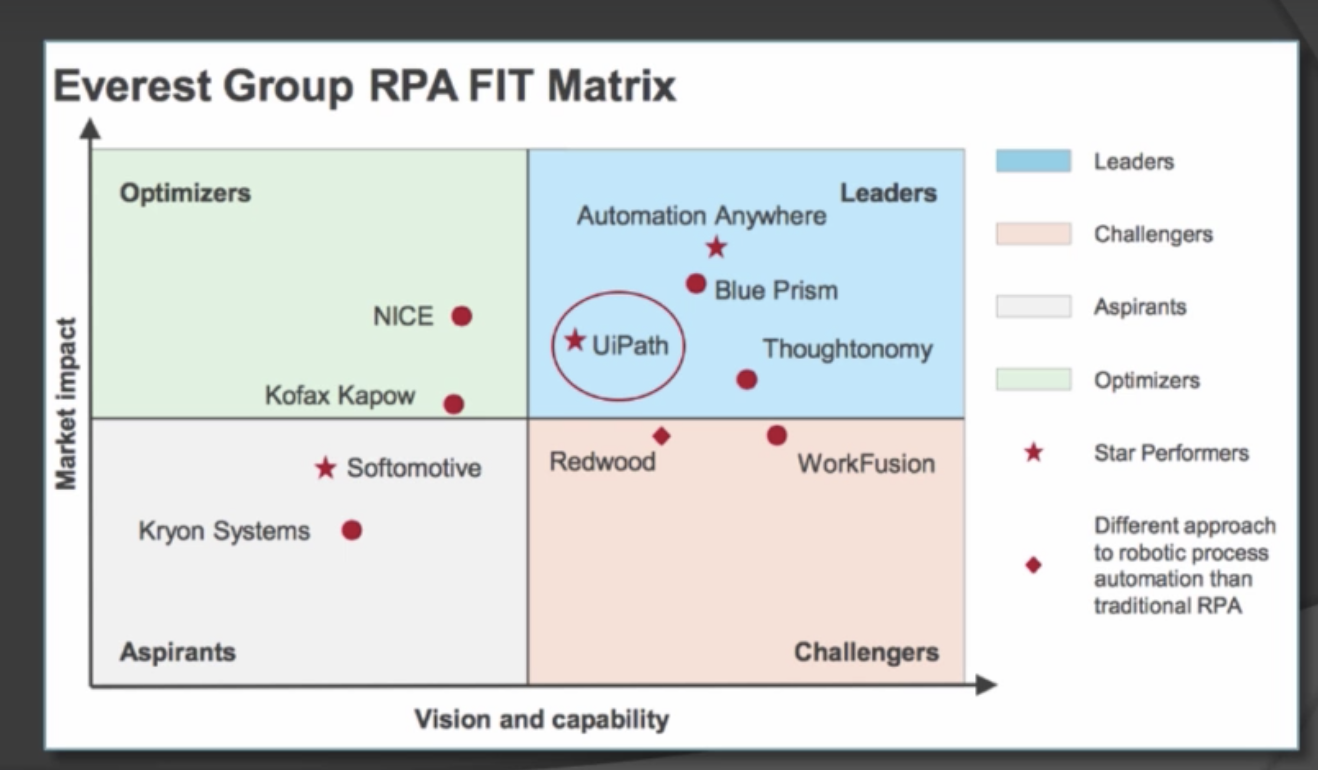 Everest Group RPA FIT Matrix
Optimizers
Leaders
Automation Anywhere
Blue Prism
NICE
UiPath
Thoughtonomy
Kofax Kapow
Redwood
WorkFusion
Softomotive
Kryon Systems
Aspirants
Challengers
Market impact
Vision and capability
Leaders
Challengers
Aspirants
Optimizers
Star Performers
Different approach
to robotic process
automation than
traditional RPA